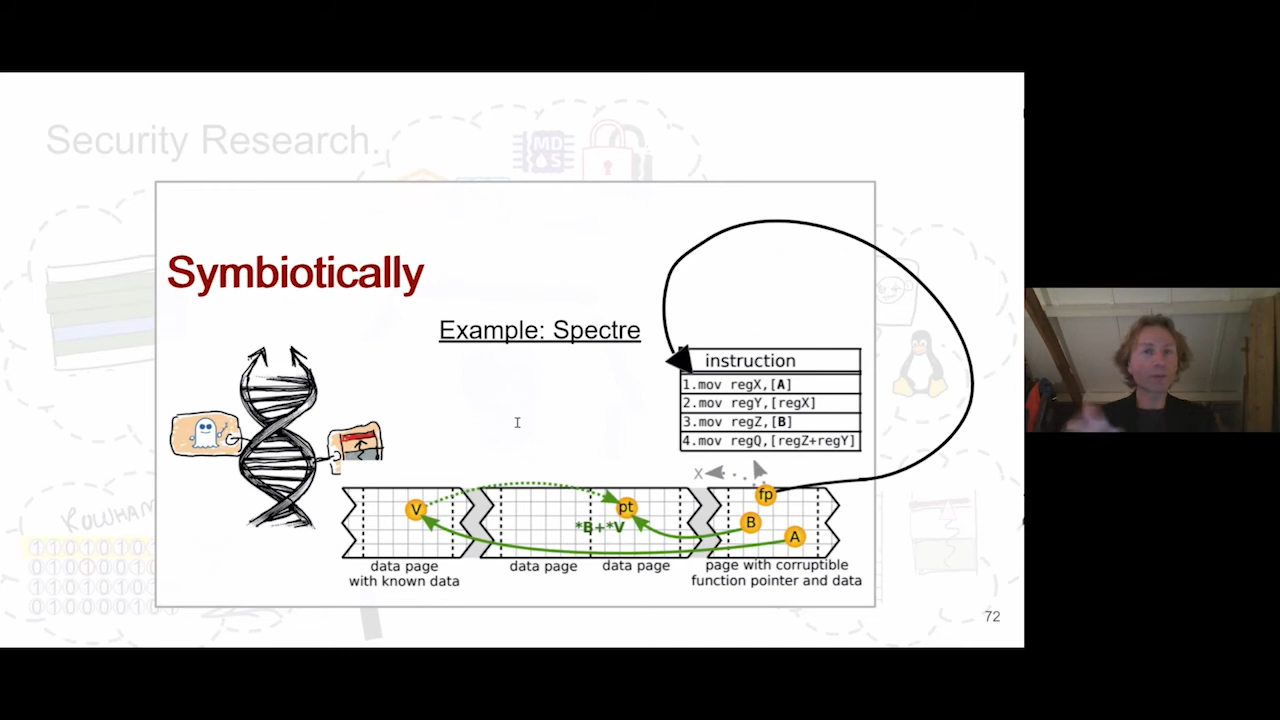 Security Research.
MD
S
Symbiotically
Example: Spectre
instruction
1.mov regX,[A]
2.mov regY,[regX]
3.mov regZ,[B]
4.mov regQ,[regZ+regY]
X
fp
V
pt
B
*B+*V
A
data page
with known data
data page
data page
page with corruptible
function pointer and data
ROWHAM
72